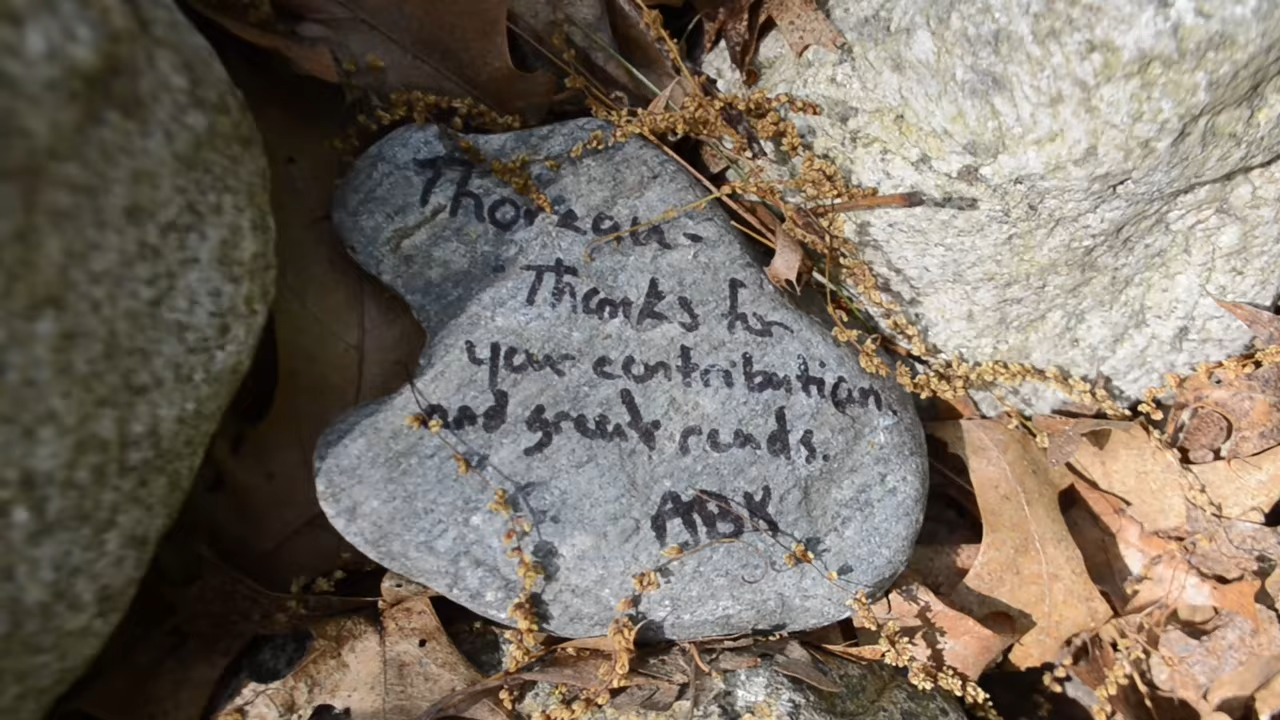 Thoreau-
Thanks for
your contribution,
and great reads.
ABK